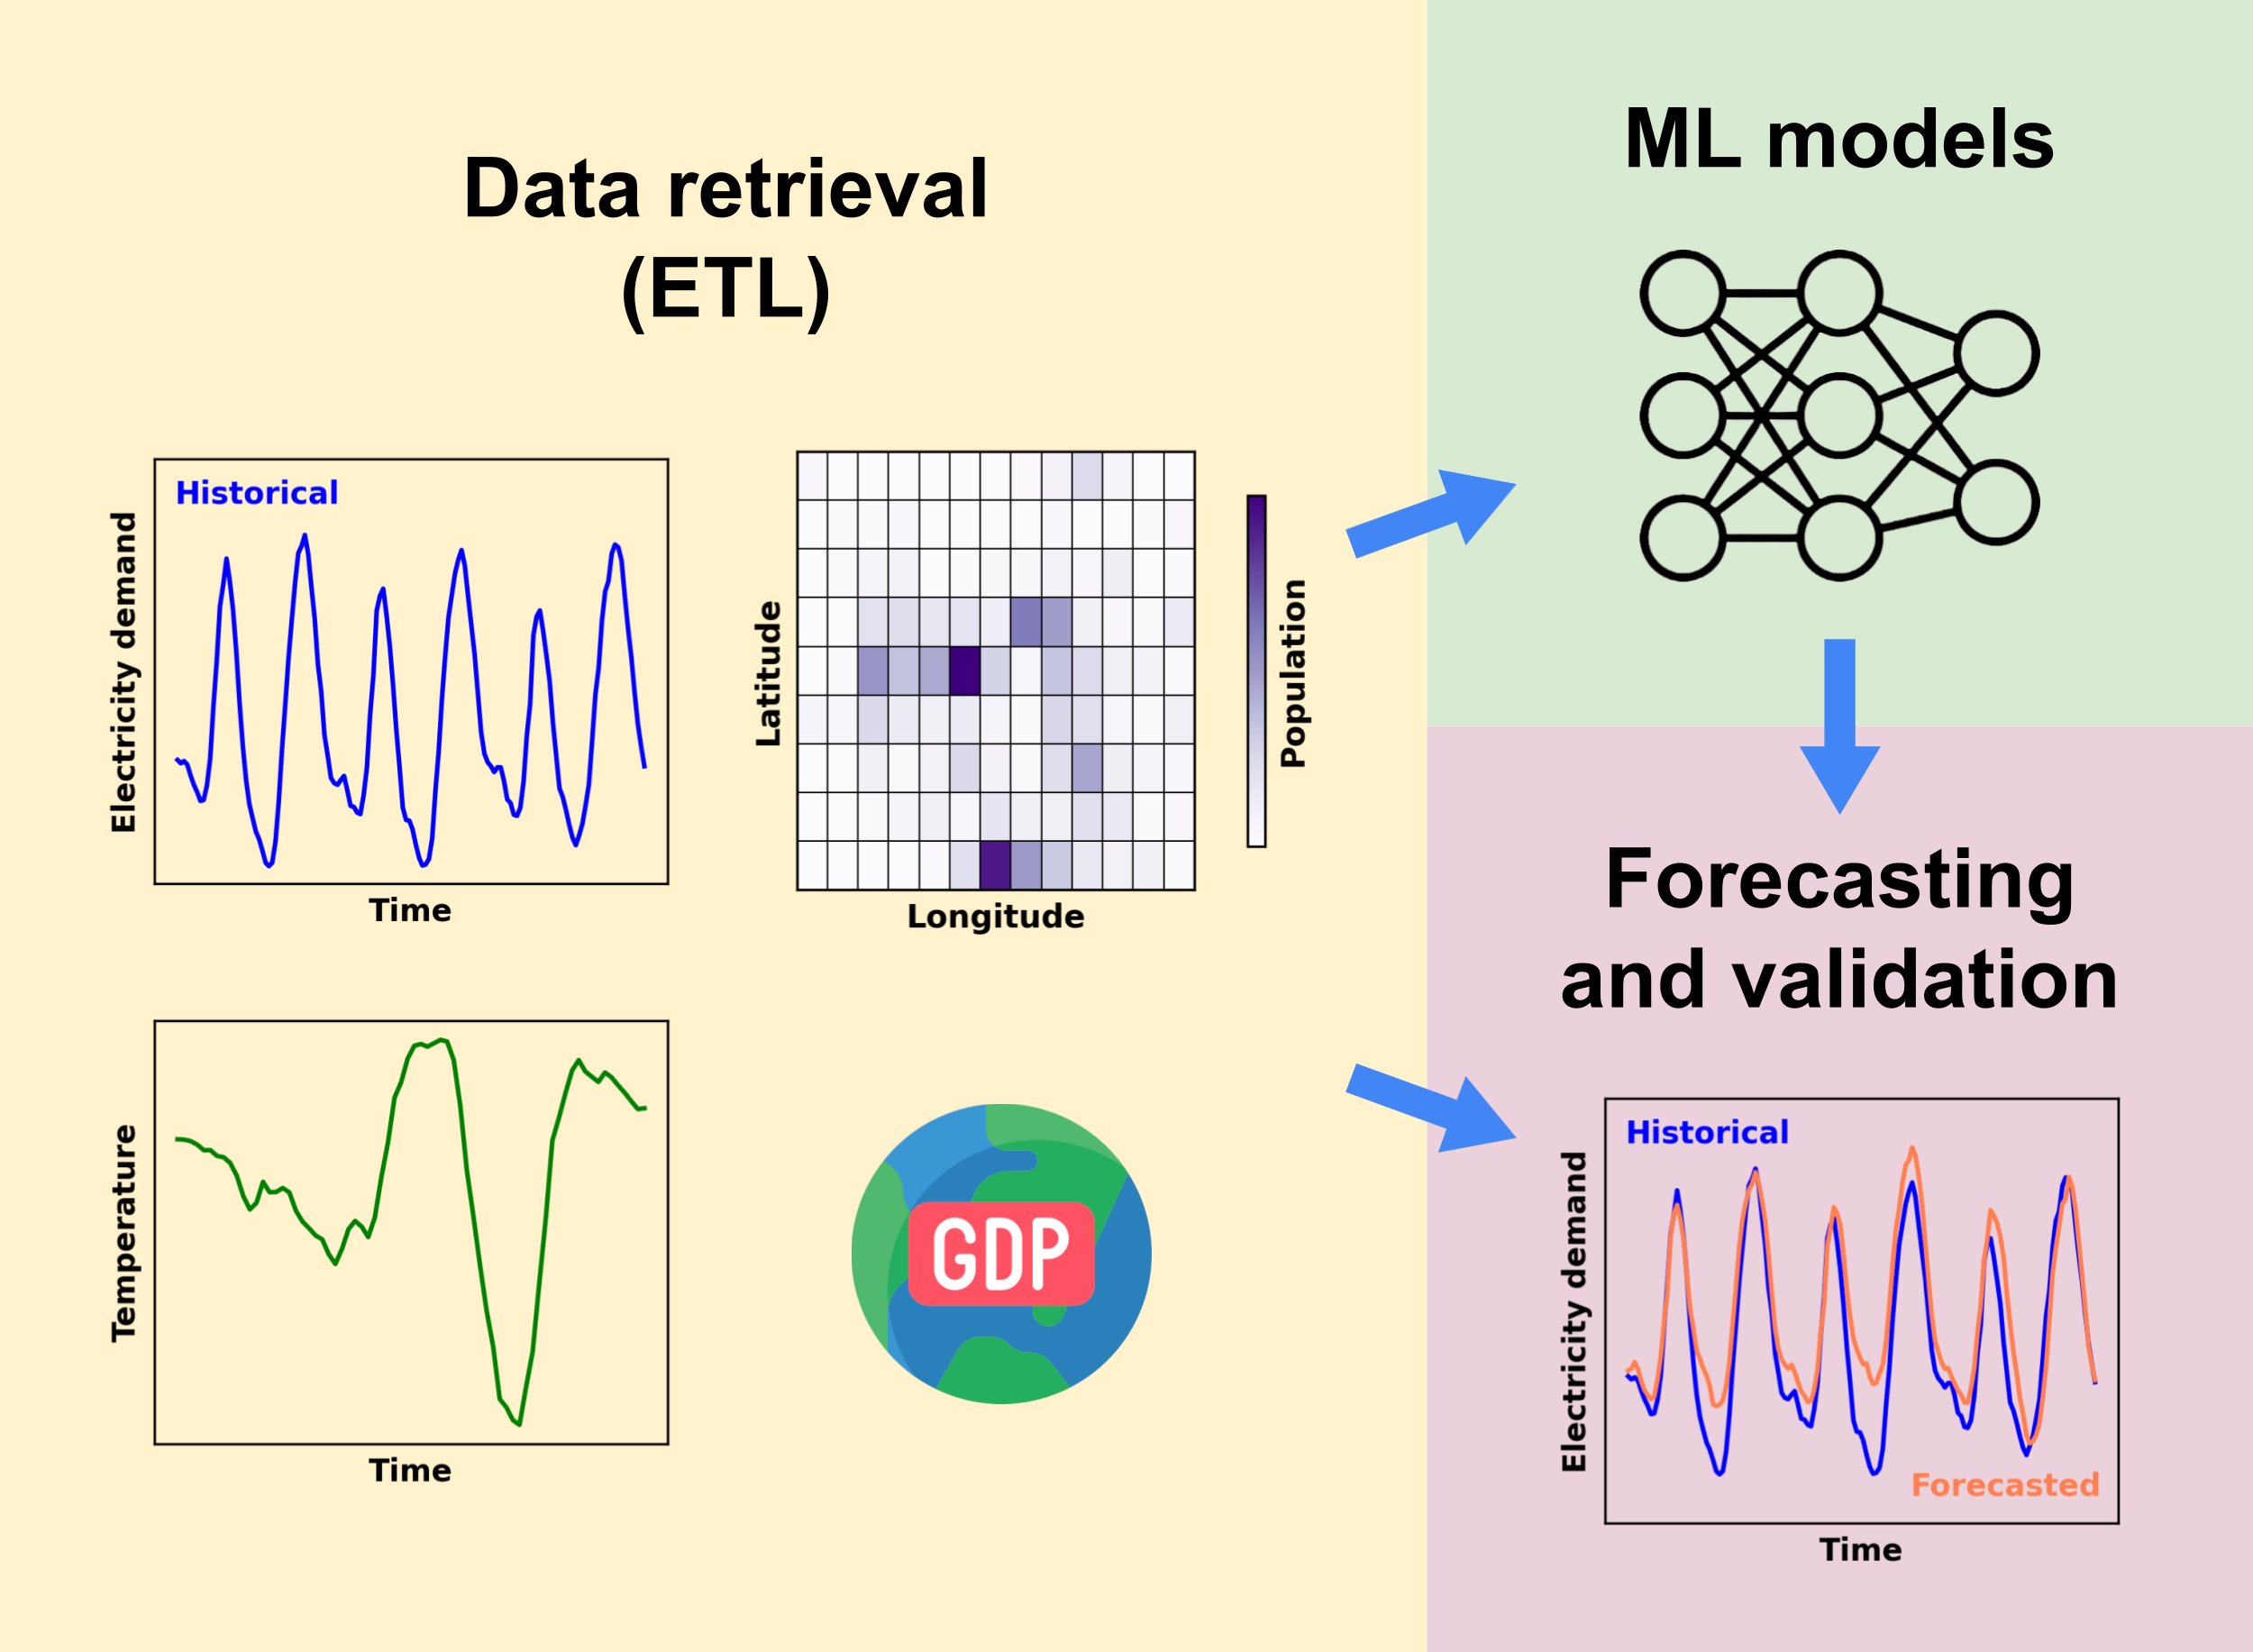 Data retrieval
(ETL)
Historical
Electricity demand
Time
Latitude
Longitude
Population
Temperature
Time
GDP
ML models
Forecasting
and validation
Historical
Electricity demand
Forecasted
Time